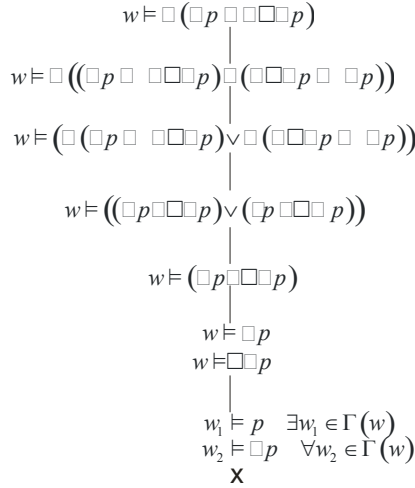 w ⊨ □ (□p □ □□□p)
w ⊨ □ ((□p □ □□□p) □ (□□□p □ □p))
w ⊨ (□ (□p □ □□□p) ∨ □ (□□□p □ □p))
w ⊨ ((□p□□□p) ∨ (□p□□□ p))
w ⊨ (□p□□□p)
w ⊨ □p
w ⊨ □□p
w₁ ⊨ p ∃w₁ ∈ Γ(w)
w₂ ⊨ □p ∀w₂ ∈ Γ(w)
x